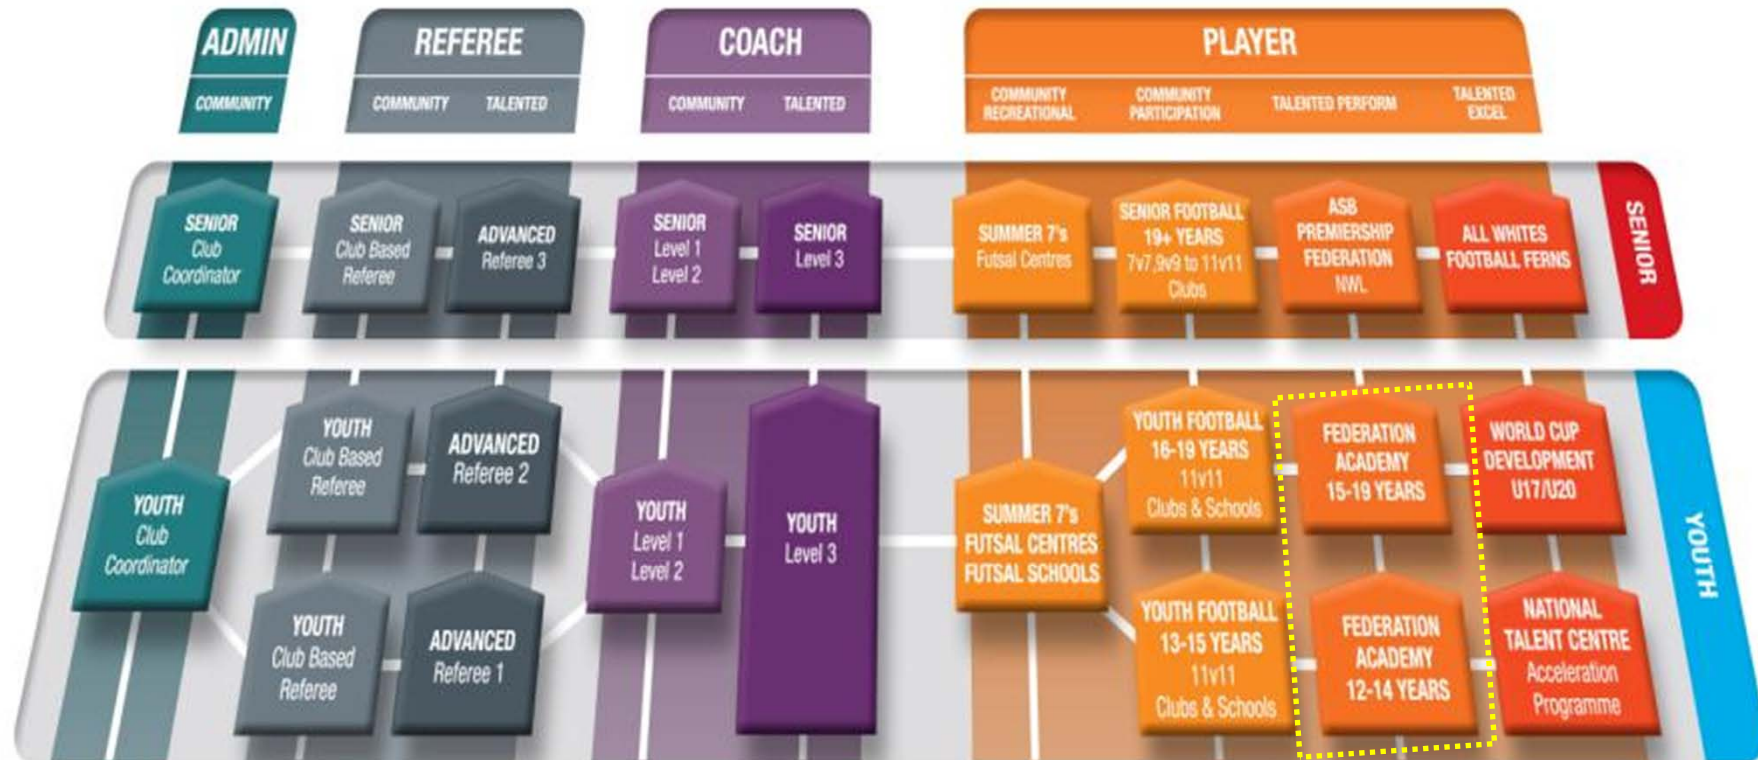 ADMIN
COMMUNITY
REFEREE
COMMUNITY
TALENTED
COACH
COMMUNITY
TALENTED
PLAYER
COMMUNITY
RECREATIONAL
COMMUNITY
PARTICIPATION
TALENTED PERFORM
TALENTED
EXCEL
SENIOR
Club
Coordinator
SENIOR
Club Based
Referee
ADVANCED
Referee 3
SENIOR
Level 1
Level 2
SENIOR
Level 3
SUMMER 7's
Futsal Centres
SENIOR FOOTBALL
19+ YEARS
7v7,9v9 to 11v11
Clubs
ASB
PREMIERSHIP
FEDERATION
NWL
ALL WHITES
FOOTBALL FERNS
SENIOR
YOUTH
Club
Coordinator
YOUTH
Club Based
Referee
ADVANCED
Referee 2
YOUTH
Club Based
Referee
ADVANCED
Referee 1
YOUTH
Level 1
Level 2
YOUTH
Level 3
SUMMER 7's
FUTSAL CENTRES
FUTSAL SCHOOLS
YOUTH FOOTBALL
16-19 YEARS
11v11
Clubs & Schools
FEDERATION
ACADEMY
15-19 YEARS
WORLD CUP
DEVELOPMENT
U17/U20
YOUTH FOOTBALL
13-15 YEARS
11v11
Clubs & Schools
FEDERATION
ACADEMY
12-14 YEARS
NATIONAL
TALENT CENTRE
Acceleration
Programme
YOUTH